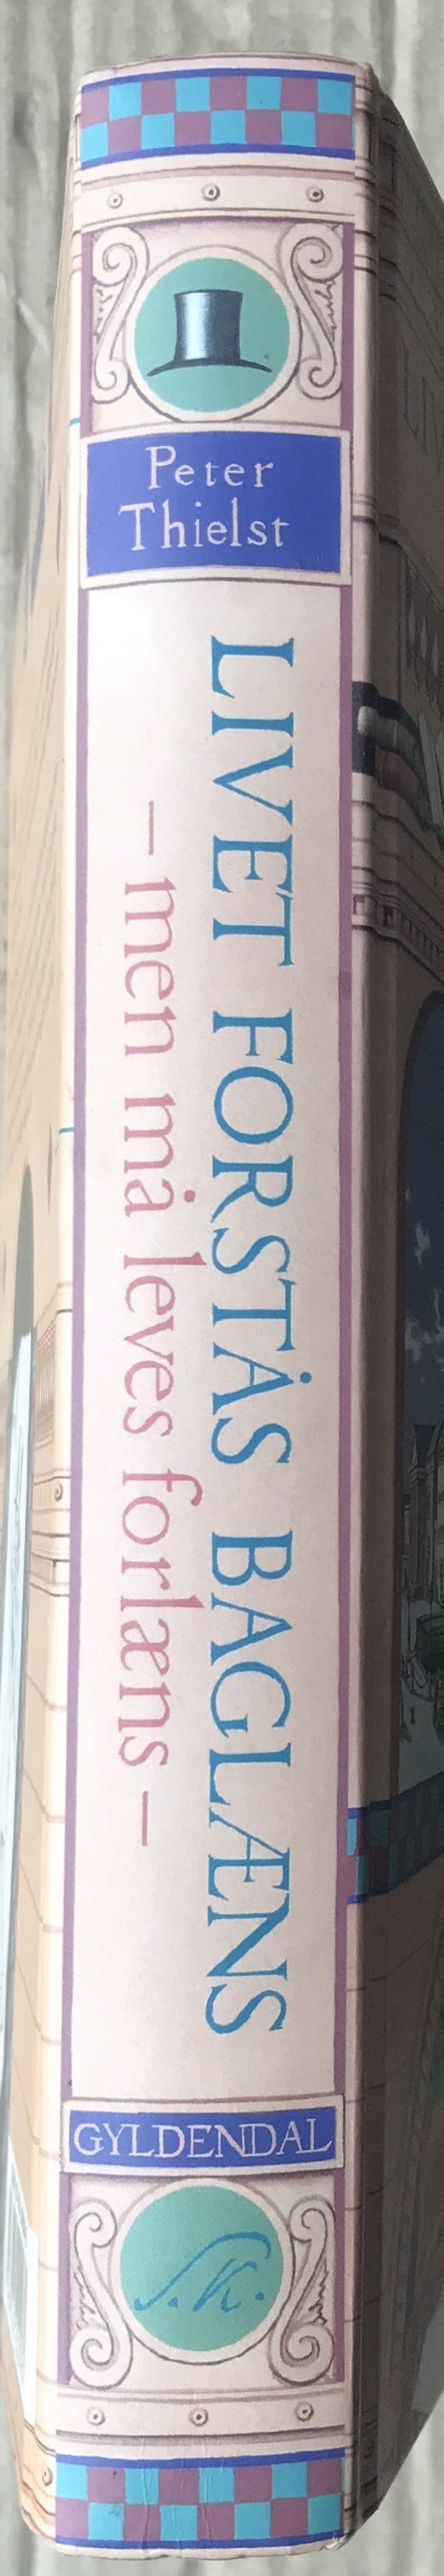 Peter
Thielst
LIVET FORSTÅS BAGLÆNS
– men må leves forlæns –
GYLDENDAL
S.K.